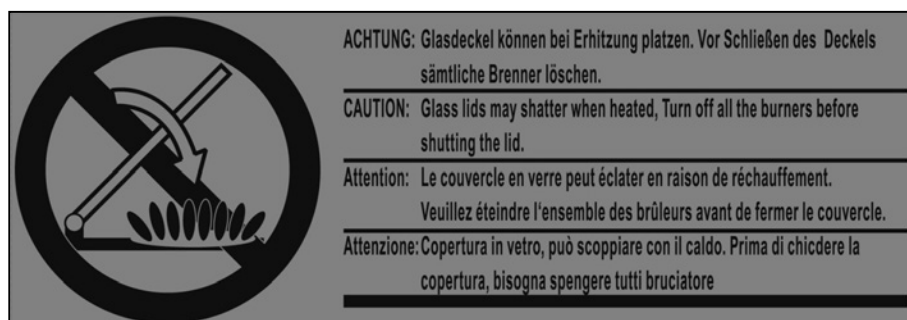 ACHTUNG: Glasdeckel können bei Erhitzung platzen. Vor Schließen des Deckels
sämtliche Brenner löschen.
CAUTION: Glass lids may shatter when heated, Turn off all the burners before
shutting the lid.
Attention: Le couvercle en verre peut éclater en raison de réchauffement.
Veuillez éteindre l'ensemble des brûleurs avant de fermer le couvercle.
Attenzione: Copertura in vetro, può scoppiare con il caldo. Prima di chicdere la
copertura, bisogna spengere tutti bruciatore